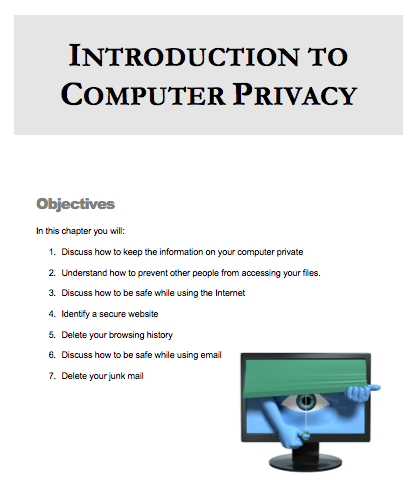 INTRODUCTION TO
COMPUTER PRIVACY
Objectives
In this chapter you will:
1. Discuss how to keep the information on your computer private
2. Understand how to prevent other people from accessing your files.
3. Discuss how to be safe while using the Internet
4. Identify a secure website
5. Delete your browsing history
6. Discuss how to be safe while using email
7. Delete your junk mail